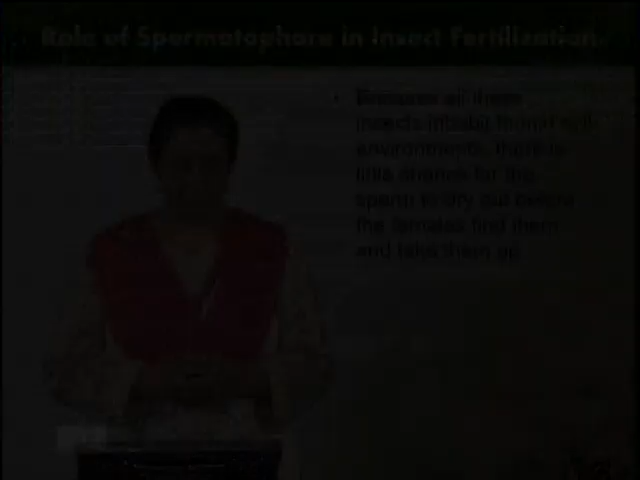 Role of Spermatophore in Insect Fertilization
• Because all these
insects inhabit humid soil
environments, there is
little chance for the
sperm to dry out before
the females find them
and take them up.